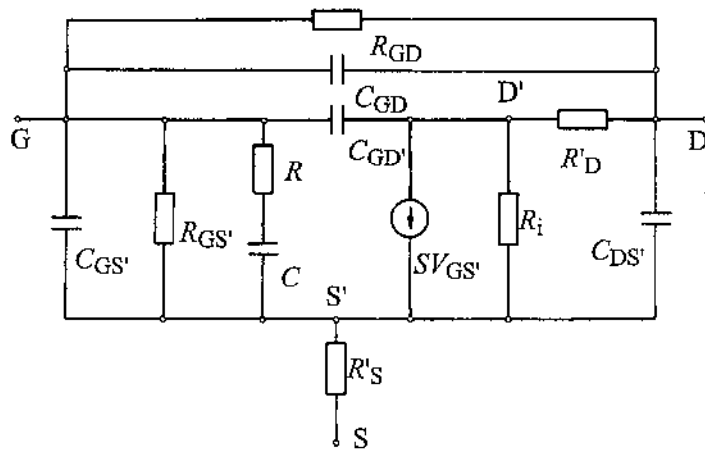 R_GD
C_GD
D'
G
D
C_GD'
R'_D
R
R_GS'
R_i
C_GS'
SV_GS'
C_DS'
C
S'
R'_S
S